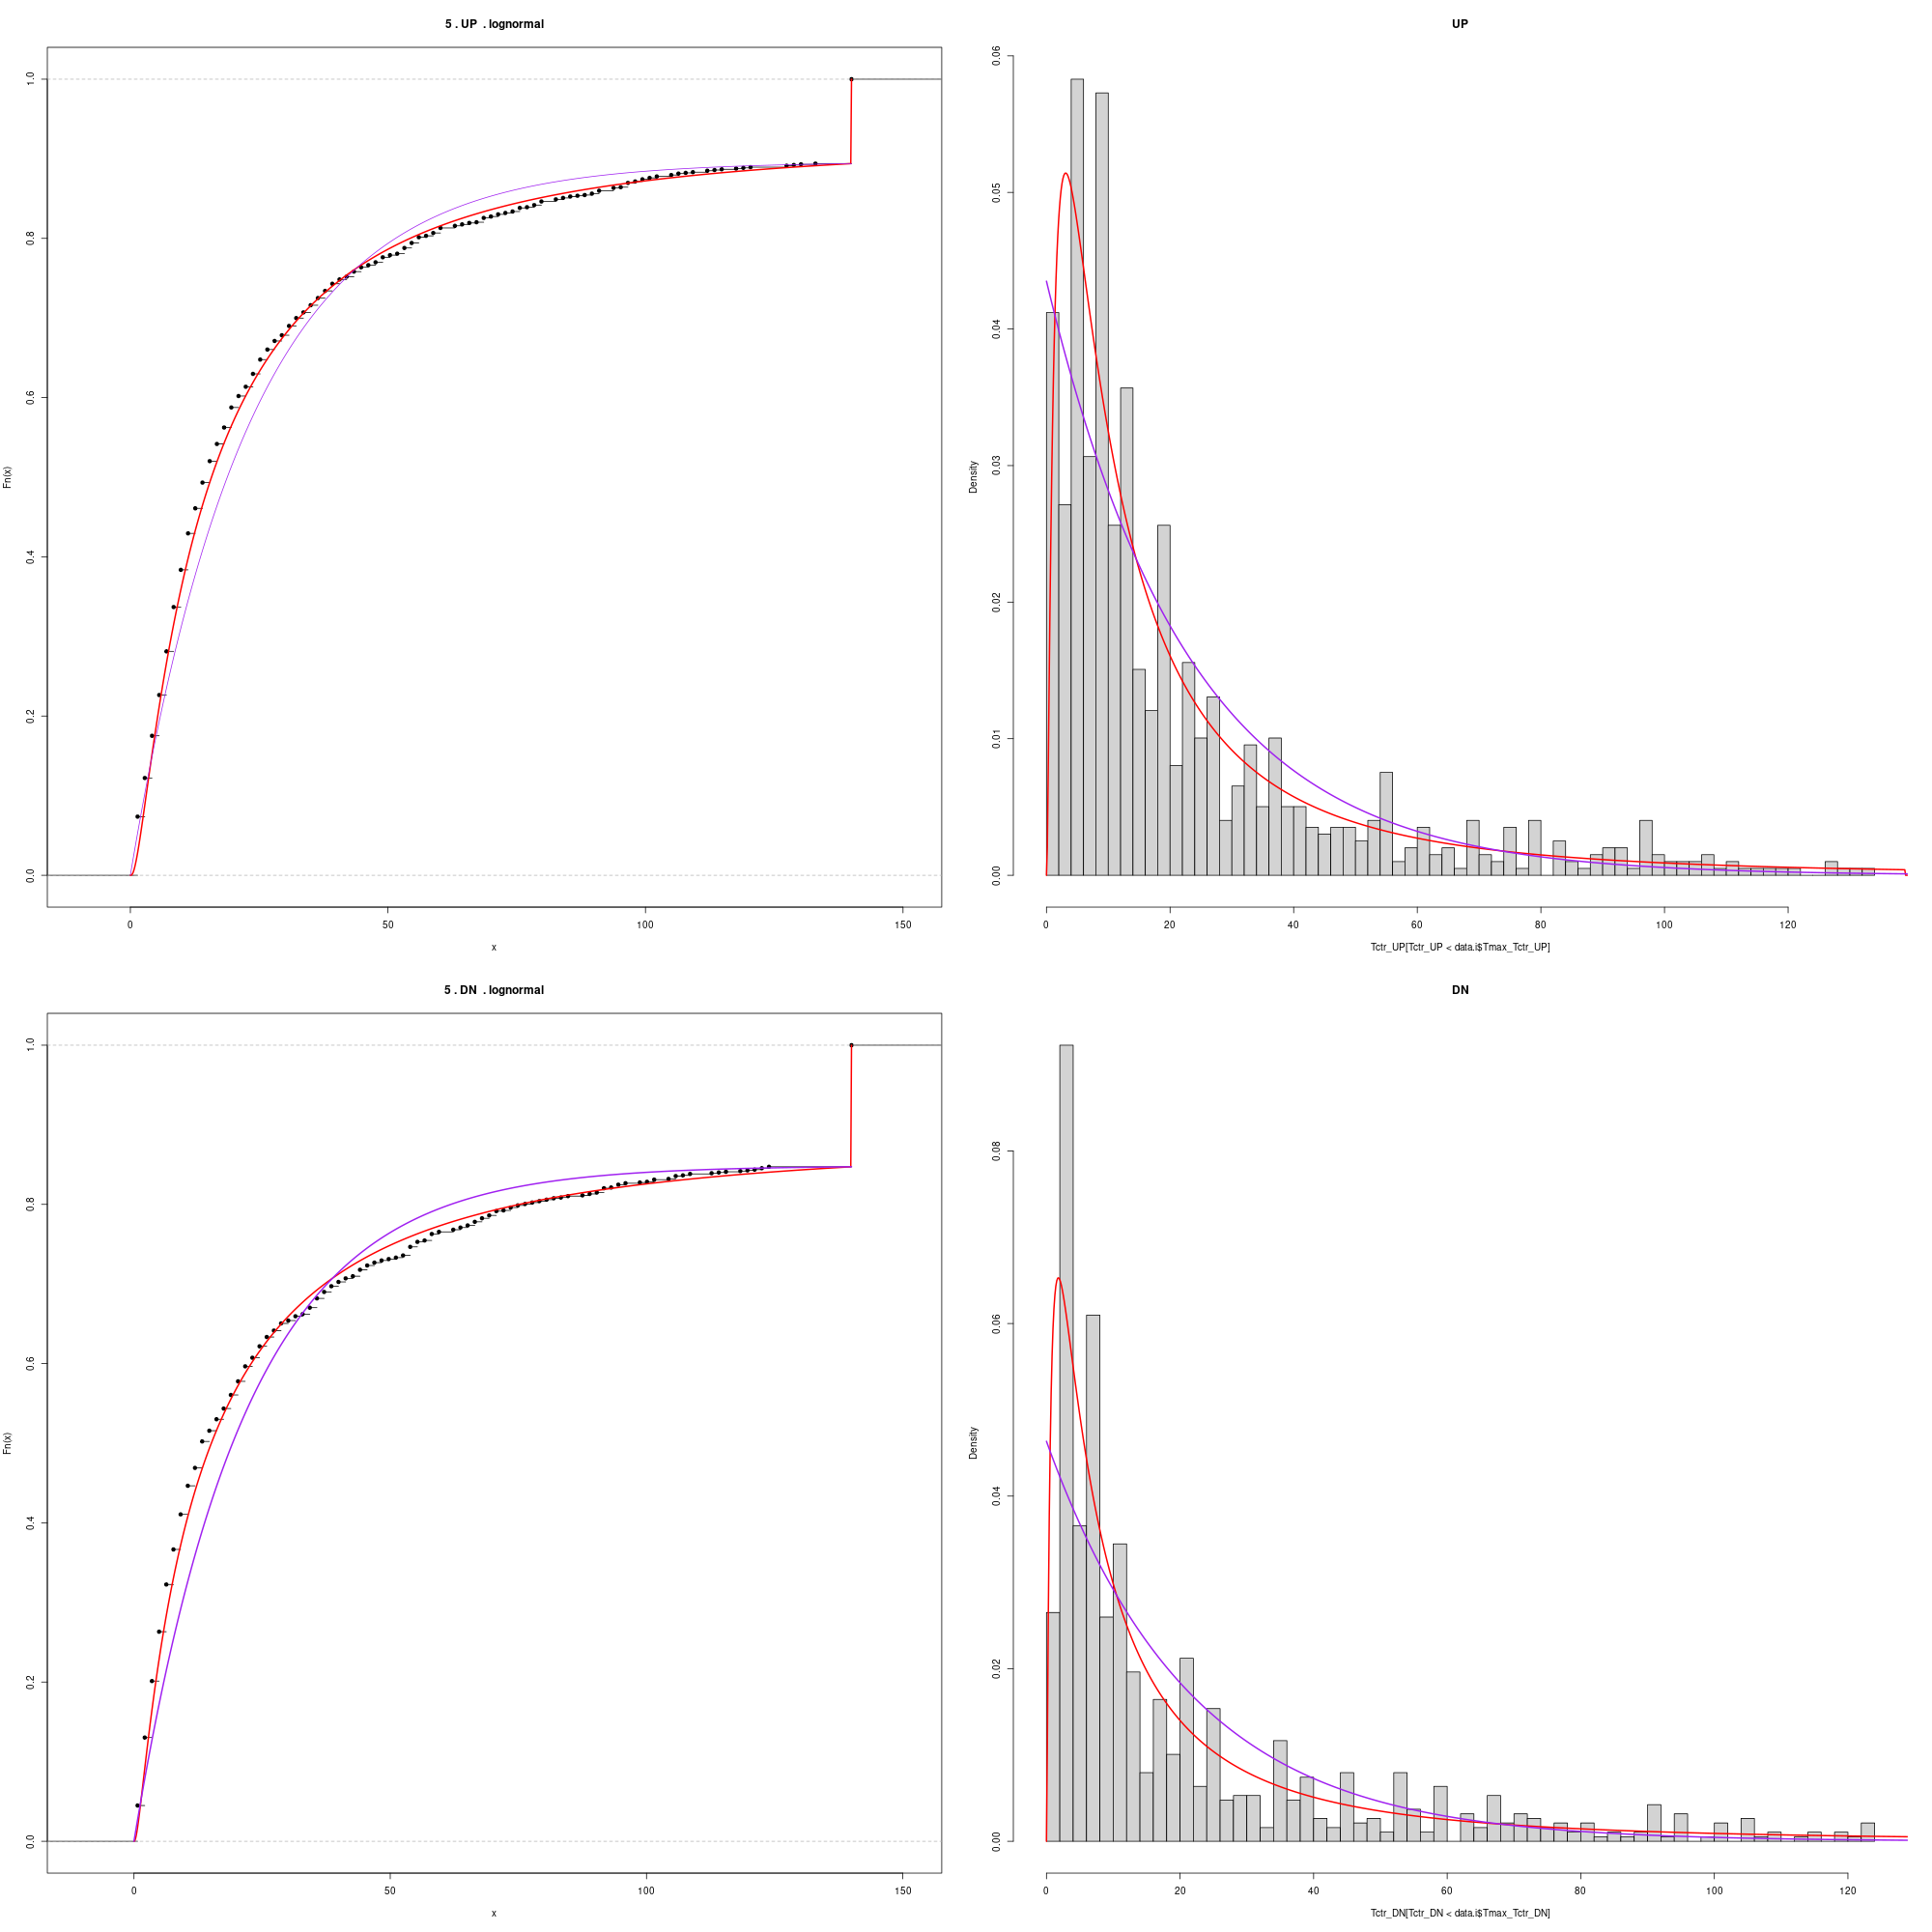 5 . UP . lognormal
Fn(x)
1.0
0.8
0.6
0.4
0.2
0.0
0 50 100 150
x
UP
Density
0.06
0.05
0.04
0.03
0.02
0.01
0.00
0 20 40 60 80 100 120
Tctr_UP[Tctr_UP < data.i$Tmax_Tctr_UP]
5 . DN . lognormal
Fn(x)
1.0
0.8
0.6
0.4
0.2
0.0
0 50 100 150
x
DN
Density
0.08
0.06
0.04
0.02
0.00
0 20 40 60 80 100 120
Tctr_DN[Tctr_DN < data.i$Tmax_Tctr_DN]